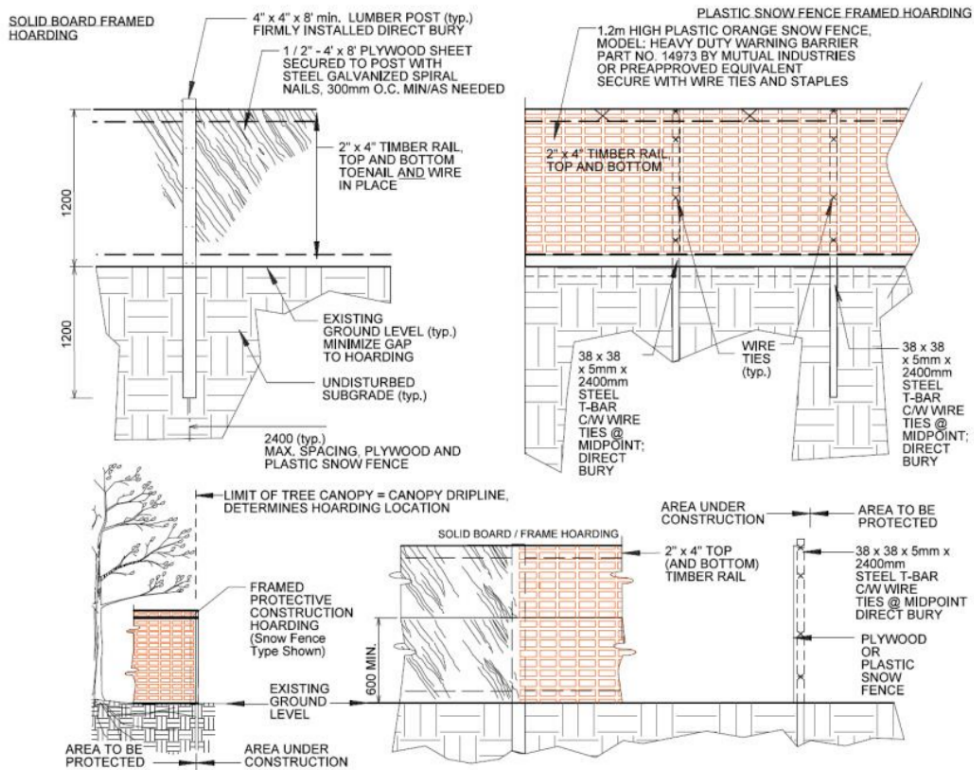 SOLID BOARD FRAMED
HOARDING
4" x 4" x 8' min. LUMBER POST (typ.)
FIRMLY INSTALLED DIRECT BURY
1 / 2" - 4' x 8' PLYWOOD SHEET
SECURED TO POST WITH
STEEL GALVANIZED SPIRAL
NAILS, 300mm O.C. MIN/AS NEEDED
2" x 4" TIMBER RAIL,
TOP AND BOTTOM
TOENAIL AND WIRE
IN PLACE
1200
1200
EXISTING
GROUND LEVEL (typ.)
MINIMIZE GAP
TO HOARDING
UNDISTURBED
SUBGRADE (typ.)
2400 (typ.)
MAX. SPACING, PLYWOOD AND
PLASTIC SNOW FENCE
PLASTIC SNOW FENCE FRAMED HOARDING
1.2m HIGH PLASTIC ORANGE SNOW FENCE,
MODEL: HEAVY DUTY WARNING BARRIER
PART NO. 14973 BY MUTUAL INDUSTRIES
OR PREAPPROVED EQUIVALENT
SECURE WITH WIRE TIES AND STAPLES
2" x 4" TIMBER RAIL,
TOP AND BOTTOM
38 x 38
x 5mm x
2400mm
STEEL
T-BAR
C/W WIRE
TIES @
MIDPOINT;
DIRECT
BURY
WIRE
TIES
(typ.)
38 x 38
x 5mm x
2400mm
STEEL
T-BAR
C/W WIRE
TIES @
MIDPOINT;
DIRECT
BURY
LIMIT OF TREE CANOPY = CANOPY DRIPLINE,
DETERMINES HOARDING LOCATION
FRAMED
PROTECTIVE
CONSTRUCTION
HOARDING
(Snow Fence
Type Shown)
EXISTING
GROUND
LEVEL
AREA TO BE
PROTECTED
AREA UNDER
CONSTRUCTION
SOLID BOARD / FRAME HOARDING
2" x 4" TOP
(AND BOTTOM)
TIMBER RAIL
600 MIN.
AREA UNDER
CONSTRUCTION
AREA TO BE
PROTECTED
38 x 38 x 5mm x
2400mm
STEEL T-BAR
C/W WIRE
TIES @ MIDPOINT
DIRECT BURY
PLYWOOD
OR
PLASTIC
SNOW
FENCE